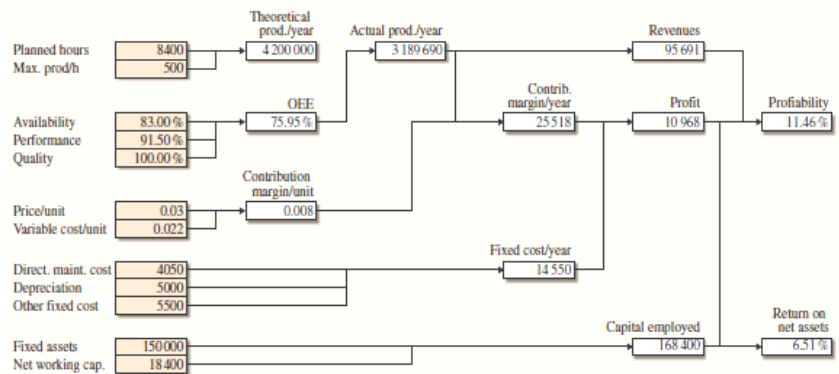 Theoretical
prod./year
Actual prod./year
Revenues
Planned hours 8400 4 200 000 3 189 690 95 691
Max. prod/h 500
OEE
Contrib.
margin/year
Profit
Profiability
Availability 83.00 % 75.95 % 25 518 10 968 11.46 %
Performance 91.50 %
Quality 100.00 %
Contribution
margin/unit
Price/unit 0.03 0.008
Variable cost/unit 0.022
Fixed cost/year
Direct. maint. cost 4050 14 550
Depreciation 5000
Other fixed cost 5500
Capital employed
Return on
net assets
Fixed assets 150 000 168 400 6.51 %
Net working cap. 18 400